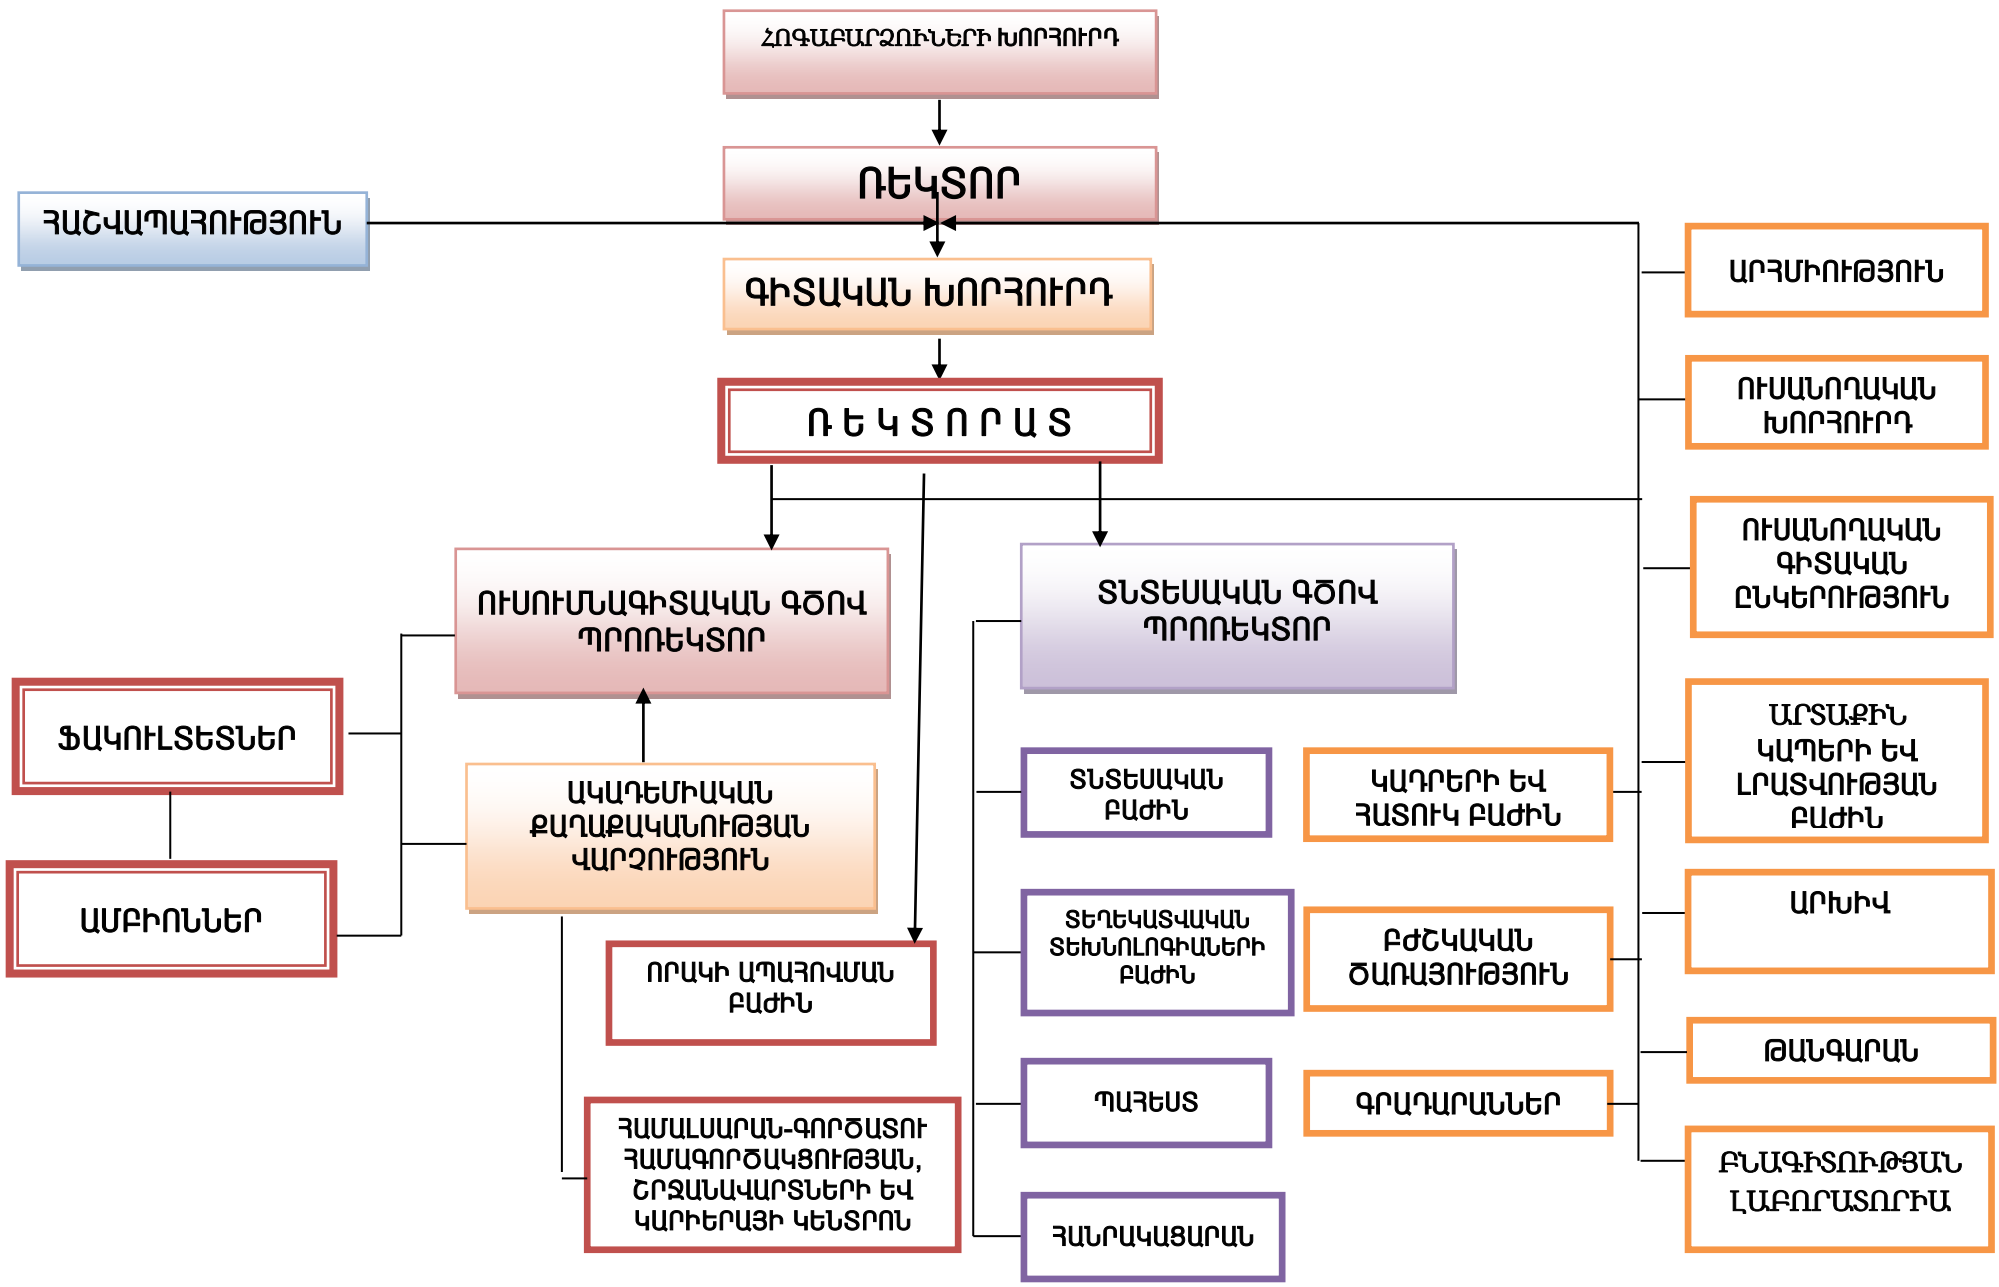 ՀՈԳԱԲԱՐՁՈՒՆԵՐԻ ԽՈՐՀՈՒՐԴ
ՌԵԿՏՈՐ
ՀԱՇՎԱՊԱՀՈՒԹՅՈՒՆ
ԳԻՏԱԿԱՆ ԽՈՐՀՈՒՐԴ
ՌԵԿՏՈՐԱՏ
ՈՒՍՈՒՄՆԱԳԻՏԱԿԱՆ ԳԾՈՎ
ՊՐՈՌԵԿՏՈՐ
ՏՆՏԵՍԱԿԱՆ ԳԾՈՎ
ՊՐՈՌԵԿՏՈՐ
ՖԱԿՈՒԼՏԵՏՆԵՐ
ԱՄԲԻՈՆՆԵՐ
ԱԿԱԴԵՄԻԱԿԱՆ
ՔԱՂԱՔԱԿԱՆՈՒԹՅԱՆ
ՎԱՐՉՈՒԹՅՈՒՆ
ՈՐԱԿԻ ԱՊԱՀՈՎՄԱՆ
ԲԱԺԻՆ
ՀԱՄԱԼՍԱՐԱՆ-ԳՈՐԾԱՏՈՒ
ՀԱՄԱԳՈՐԾԱԿՑՈՒԹՅԱՆ,
ՇՐՋԱՆԱՎԱՐՏՆԵՐԻ ԵՎ
ԿԱՐԻԵՐԱՅԻ ԿԵՆՏՐՈՆ
ՏՆՏԵՍԱԿԱՆ
ԲԱԺԻՆ
ՏԵՂԵԿԱՏՎԱԿԱՆ
ՏԵԽՆՈԼՈԳԻԱՆԵՐԻ
ԲԱԺԻՆ
ՊԱՀԵՍՏ
ՀԱՆՐԱԿԱՑԱՐԱՆ
ԿԱԴՐԵՐԻ ԵՎ
ՀԱՏՈՒԿ ԲԱԺԻՆ
ԲԺՇԿԱԿԱՆ
ԾԱՌԱՅՈՒԹՅՈՒՆ
ԳՐԱԴԱՐԱՆՆԵՐ
ԱՐՀՄԻՈՒԹՅՈՒՆ
ՈՒՍԱՆՈՂԱԿԱՆ
ԽՈՐՀՈՒՐԴ
ՈՒՍԱՆՈՂԱԿԱՆ
ԳԻՏԱԿԱՆ
ԸՆԿԵՐՈՒԹՅՈՒՆ
ԱՐՏԱՔԻՆ
ԿԱՊԵՐԻ ԵՎ
ԼՐԱՏՎՈՒԹՅԱՆ
ԲԱԺԻՆ
ԱՐԽԻՎ
ԹԱՆԳԱՐԱՆ
ԲՆԱԳԻՏՈՒԹՅԱՆ
ԼԱԲՈՐԱՏՈՐԻԱ